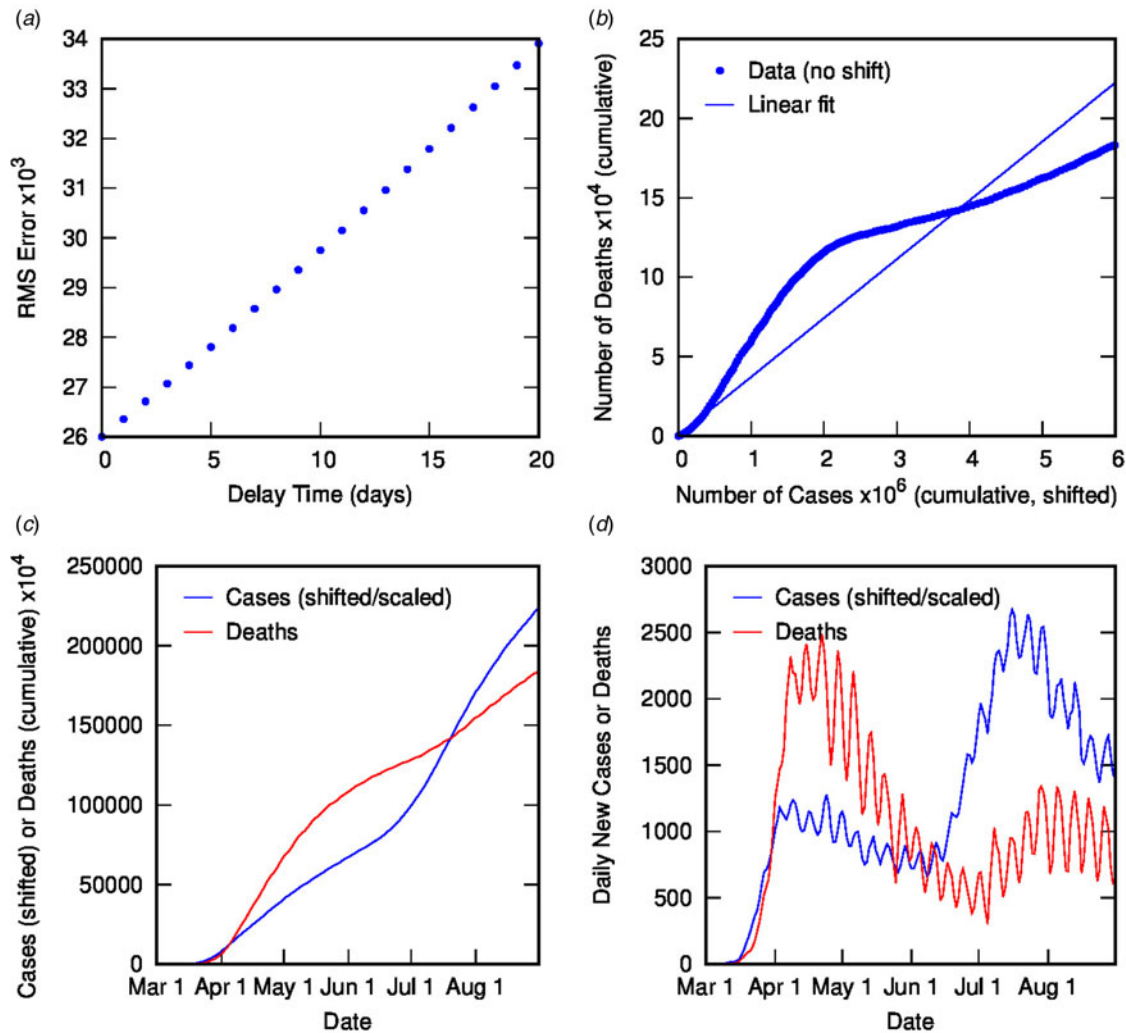 (a)
34
33
32
31
30
29
28
27
26
RMS Error x10³
0 5 10 15 20
Delay Time (days)
(b)
25
20
15
10
5
0
Number of Deaths x10⁴ (cumulative)
Data (no shift)
Linear fit
0 1 2 3 4 5 6
Number of Cases x10⁶ (cumulative, shifted)
(c)
250000
200000
150000
100000
50000
0
Cases (shifted) or Deaths (cumulative) x10⁴
Cases (shifted/scaled)
Deaths
Mar 1 Apr 1 May 1 Jun 1 Jul 1 Aug 1
Date
(d)
3000
2500
2000
1500
1000
500
0
Daily New Cases or Deaths
Cases (shifted/scaled)
Deaths
Mar 1 Apr 1 May 1 Jun 1 Jul 1 Aug 1
Date